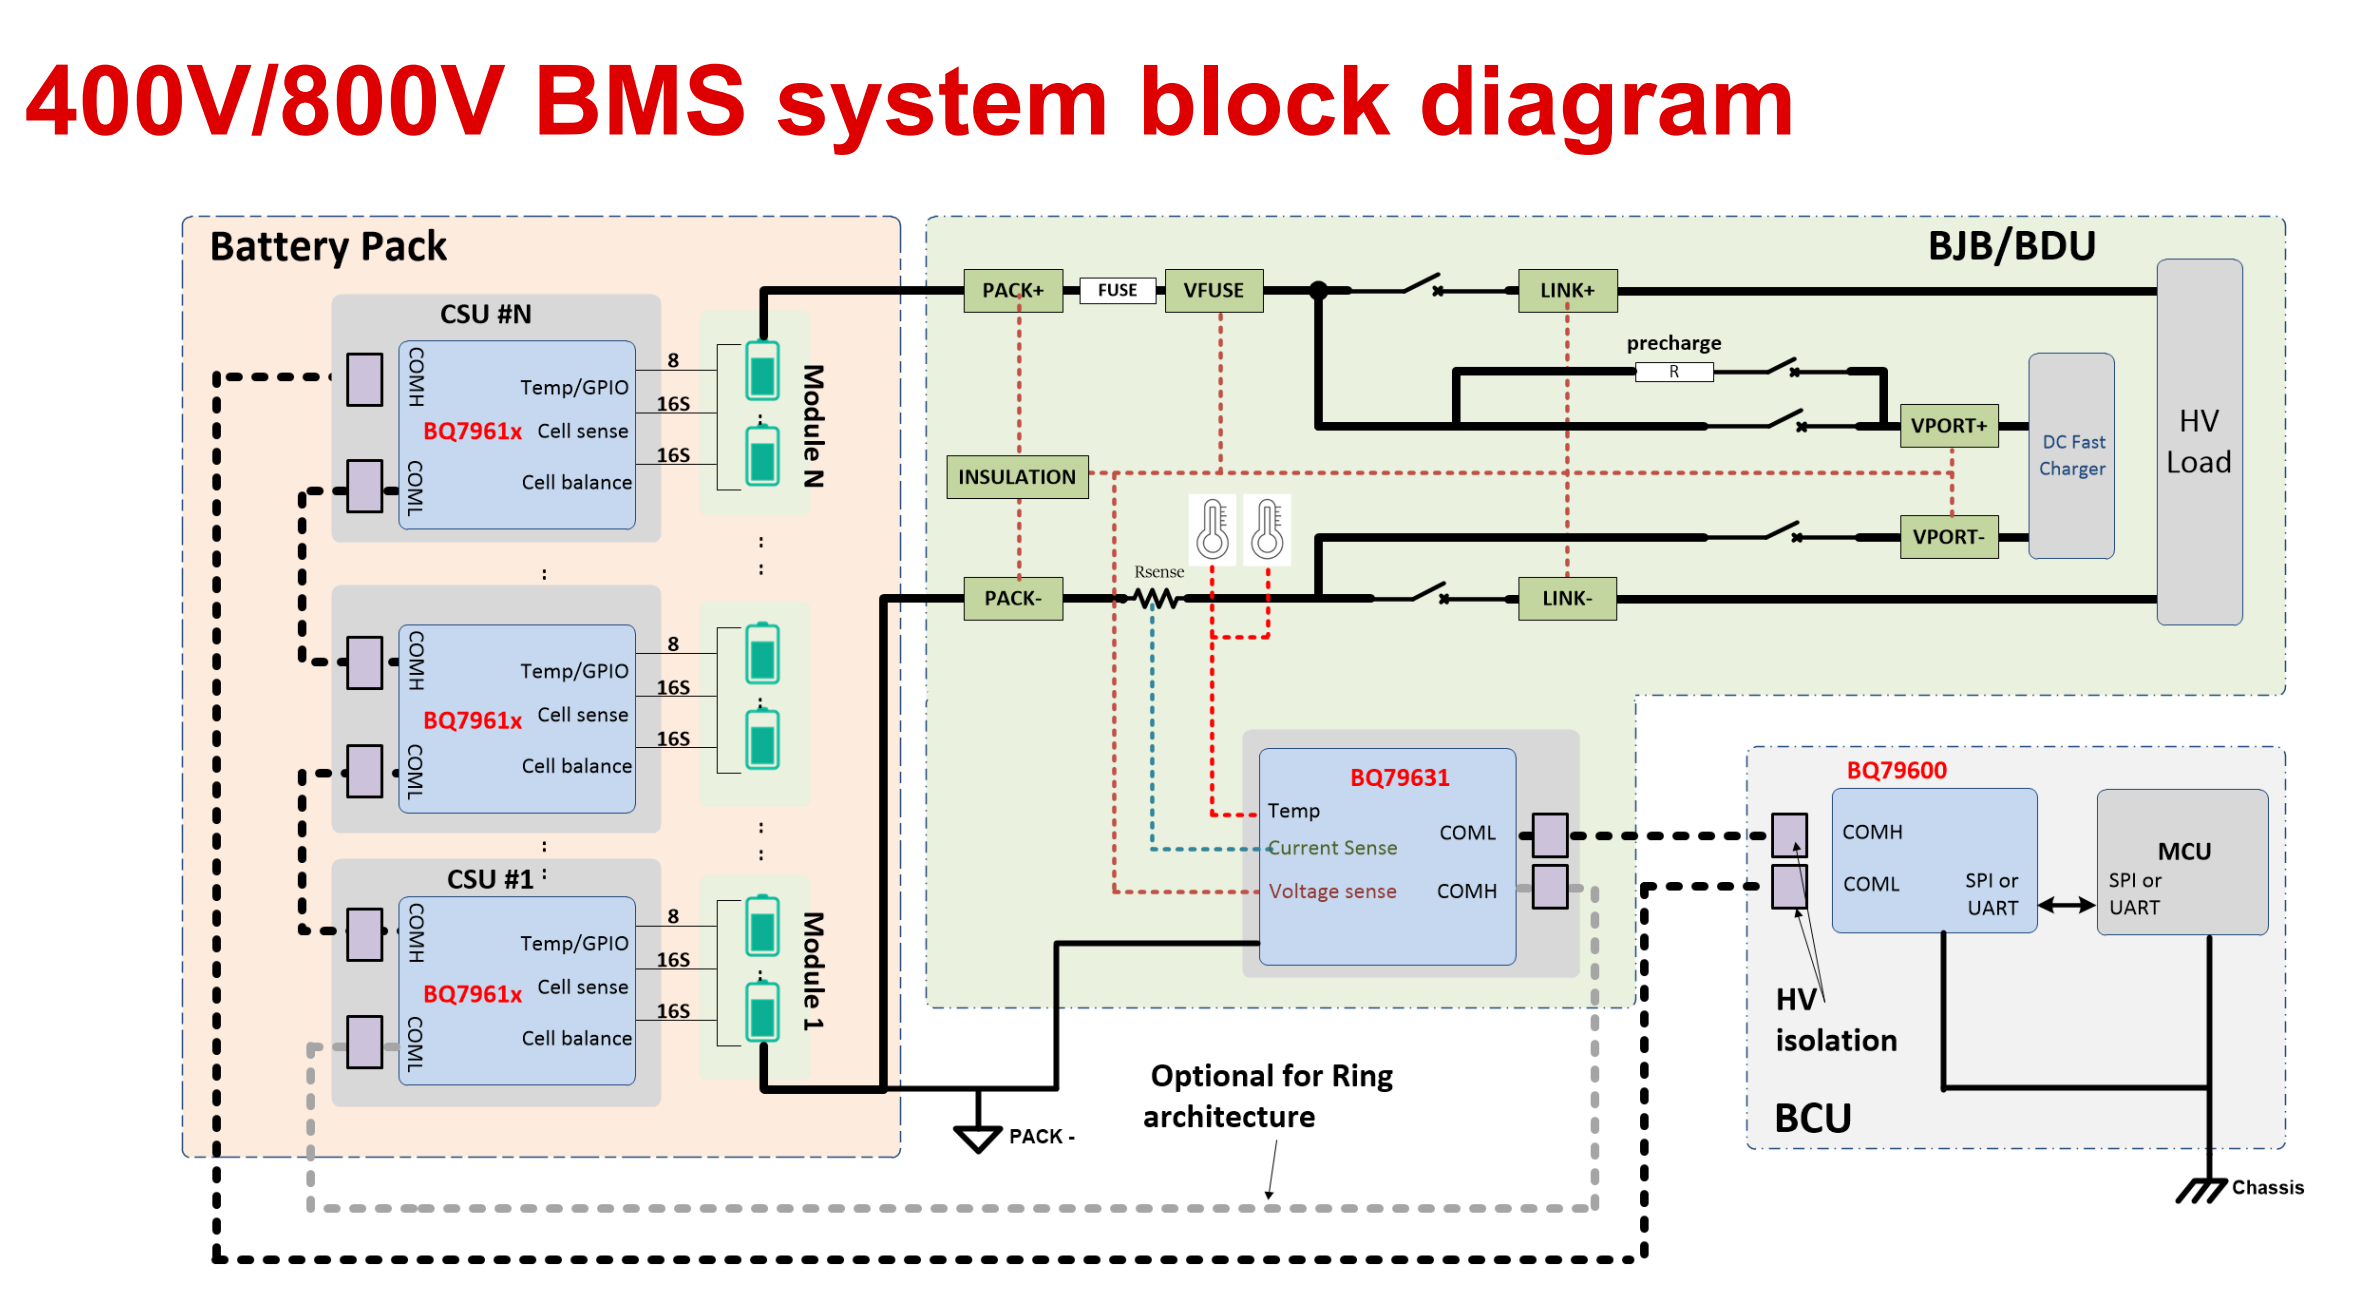 400V/800V BMS system block diagram
Battery Pack
CSU #N
COMH
COML
BQ7961x
Temp/GPIO
Cell sense
Cell balance
8
16S
16S
Module N
COMH
COML
BQ7961x
Temp/GPIO
Cell sense
Cell balance
8
16S
16S
CSU #1
COMH
COML
BQ7961x
Temp/GPIO
Cell sense
Cell balance
8
16S
16S
Module 1
BJB/BDU
PACK+
FUSE
VFUSE
LINK+
precharge
R
VPORT+
DC Fast
Charger
HV
Load
INSULATION
VPORT-
Rsense
PACK-
LINK-
BQ79631
Temp
Current Sense
Voltage sense
COML
COMH
PACK -
Optional for Ring
architecture
BQ79600
COMH
COML
SPI or
UART
MCU
SPI or
UART
HV
isolation
BCU
Chassis